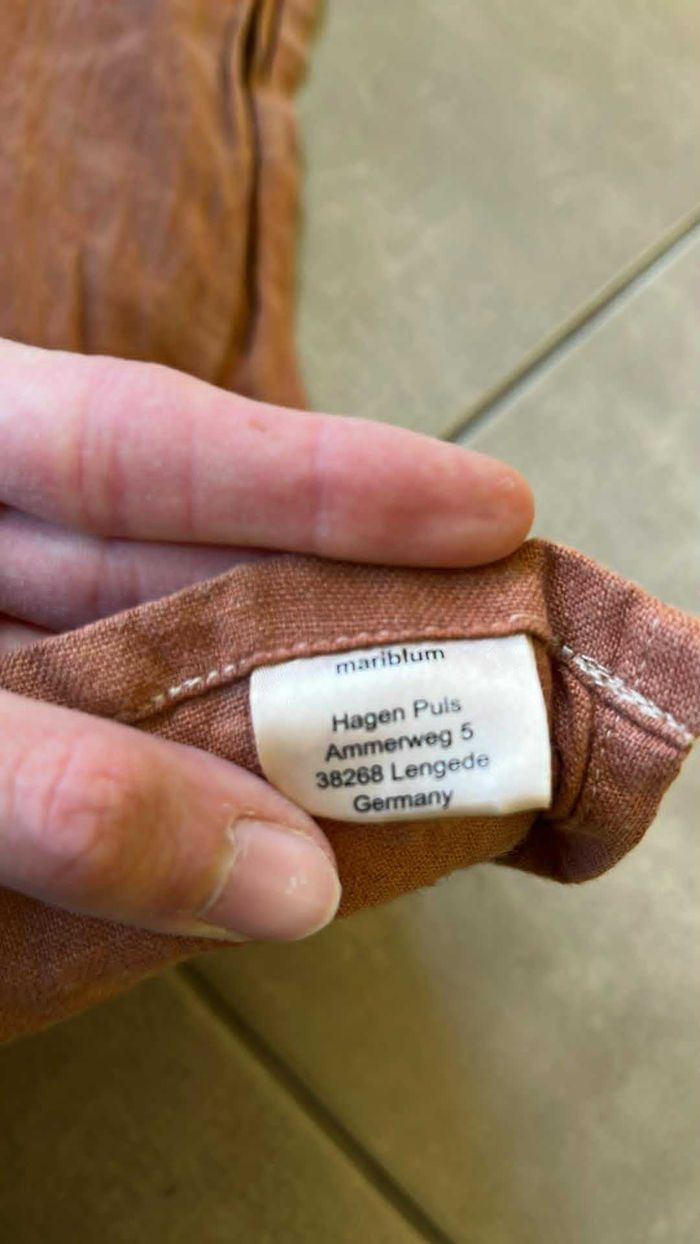 mariblum
Hagen Puls
Ammerweg 5
38268 Lengede
Germany